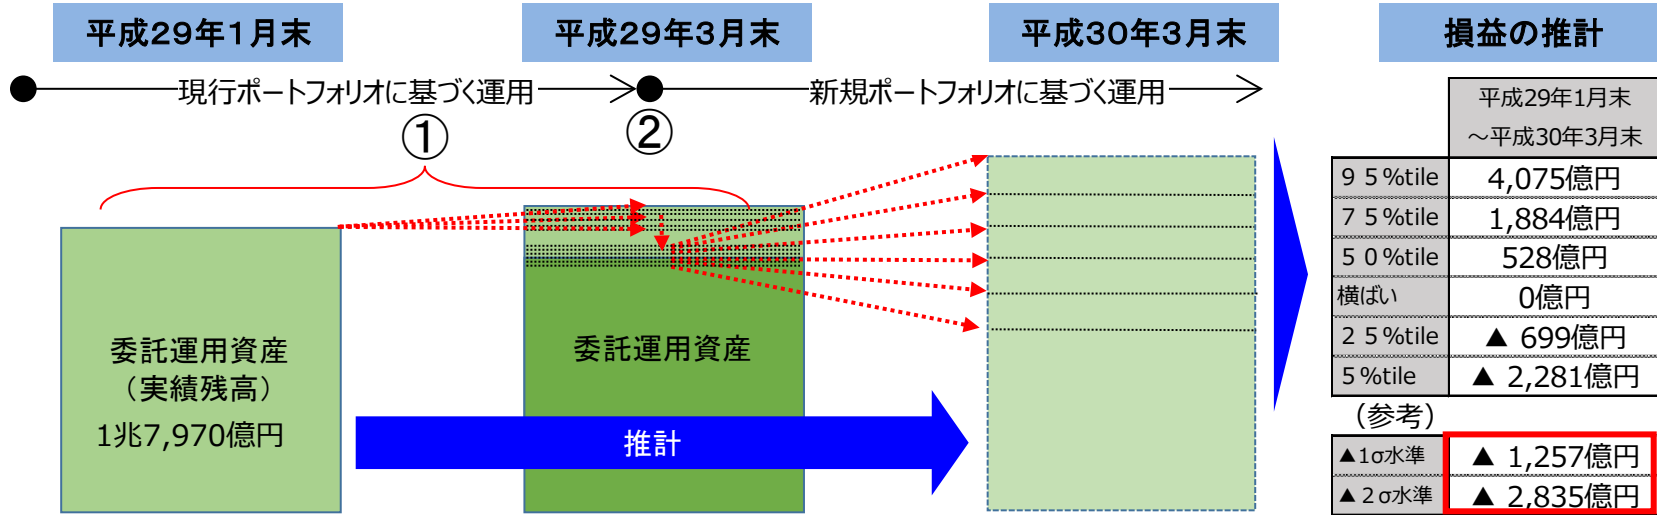 平成29年1月末
平成29年3月末
平成30年3月末
損益の推計
現行ポートフォリオに基づく運用
新規ポートフォリオに基づく運用
①
②
委託運用資産
（実績残高）
1兆7,970億円
委託運用資産
推計
平成29年1月末
～平成30年3月末
９５%tile 4,075億円
７５%tile 1,884億円
５０%tile 528億円
横ばい 0億円
２５%tile ▲ 699億円
５%tile ▲ 2,281億円
（参考）
▲1σ水準 ▲ 1,257億円
▲２σ水準 ▲ 2,835億円